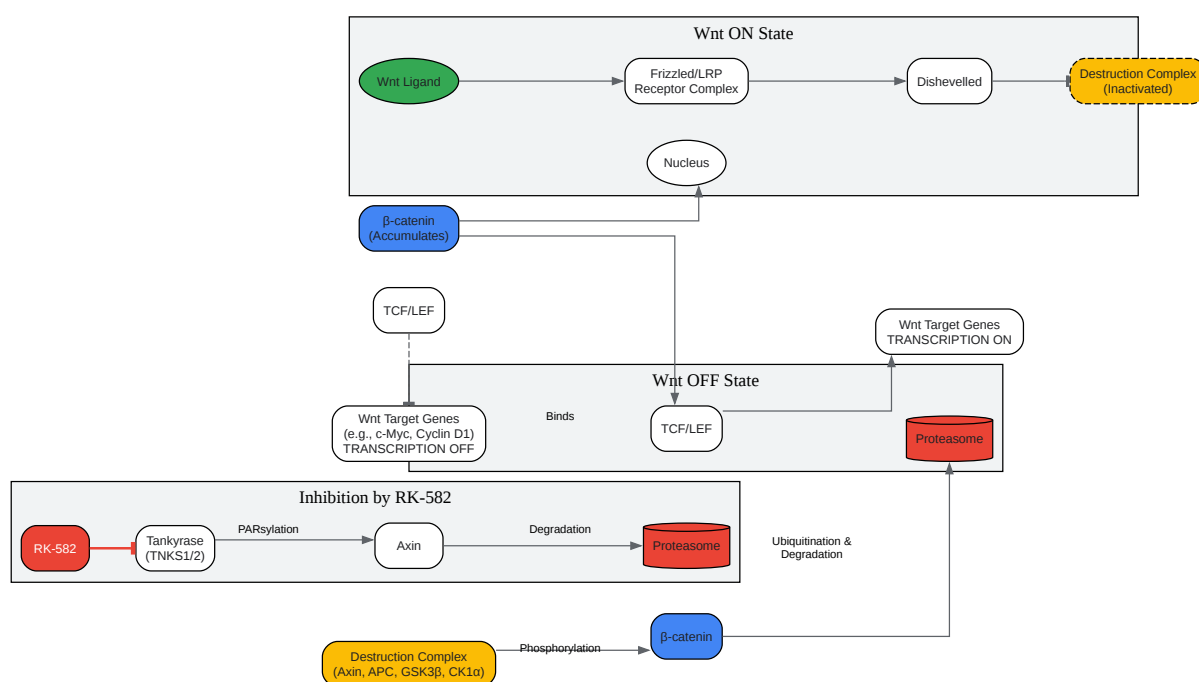 Wnt ON State
Wnt Ligand
Frizzled/LRP
Receptor Complex
Dishevelled
Destruction Complex
(Inactivated)
Nucleus
β-catenin
(Accumulates)
TCF/LEF
Wnt Target Genes
TRANSCRIPTION ON
Wnt OFF State
Wnt Target Genes
(e.g., c-Myc, Cyclin D1)
TRANSCRIPTION OFF
Binds
TCF/LEF
Proteasome
Inhibition by RK-582
RK-582
Tankyrase
(TNKS1/2)
PARsylation
Axin
Degradation
Proteasome
Ubiquitination &
Degradation
Destruction Complex
(Axin, APC, GSK3β, CK1α)
Phosphorylation
β-catenin